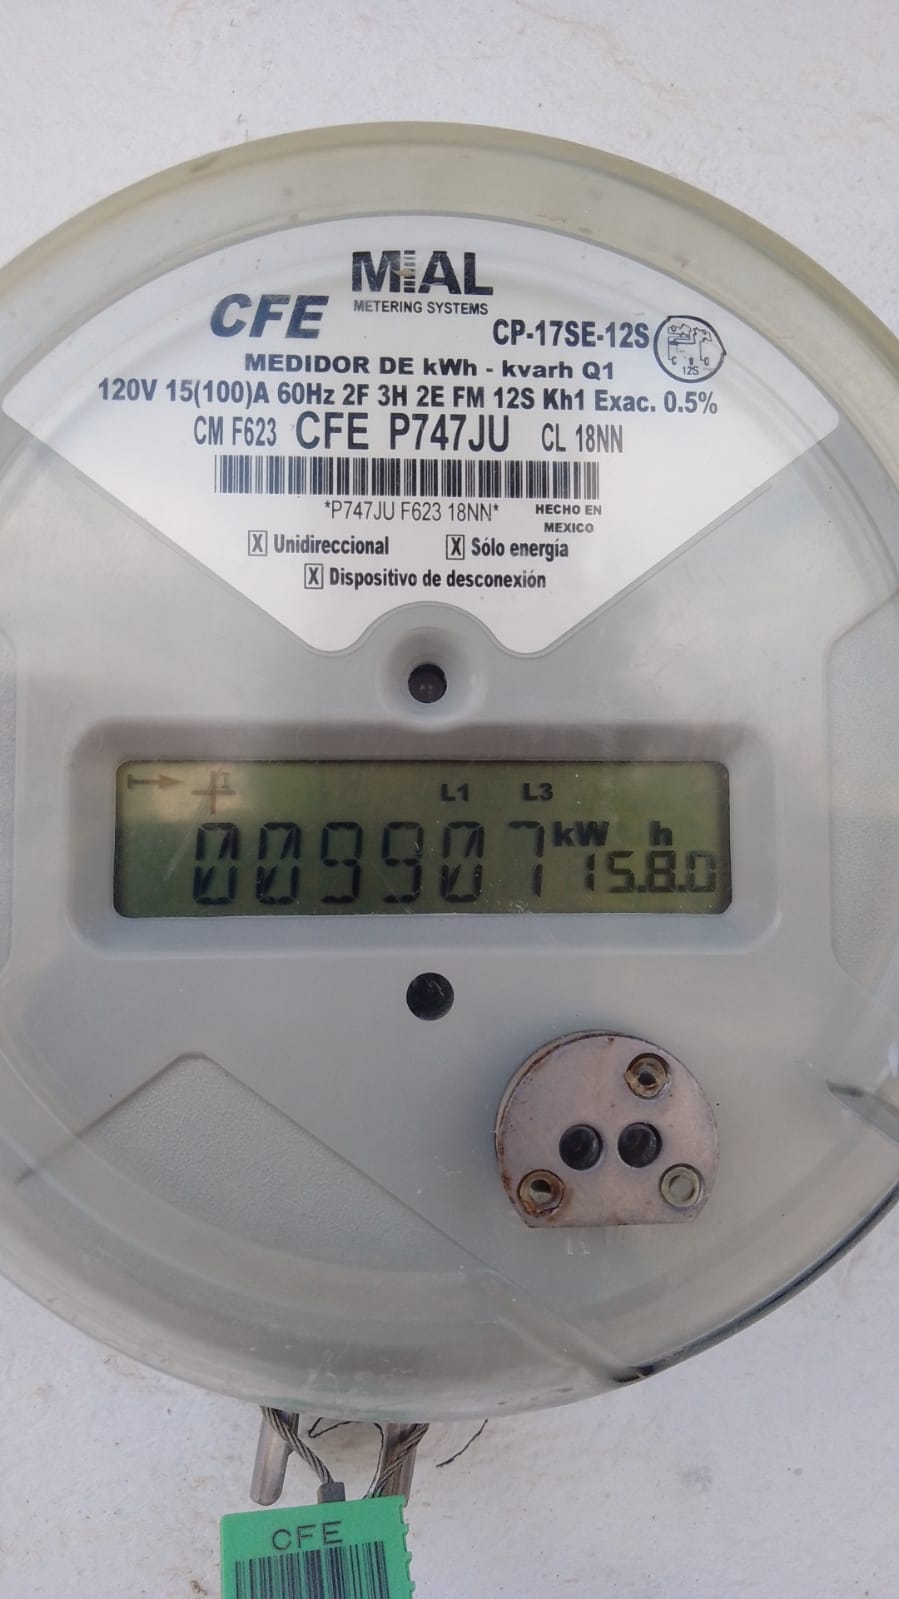 MIAL
METERING SYSTEMS
CFE
CP-17SE-12S
C B C
12S
MEDIDOR DE kWh - kvarh Q1
120V 15(100)A 60Hz 2F 3H 2E FM 12S Kh1 Exac. 0.5%
CM F623 CFE P747JU CL 18NN
*P747JU F623 18NN*
HECHO EN
MEXICO
X Unidireccional X Sólo energía
X Dispositivo de desconexión
L1 L3
009907 kW h 15.8.0
CFE